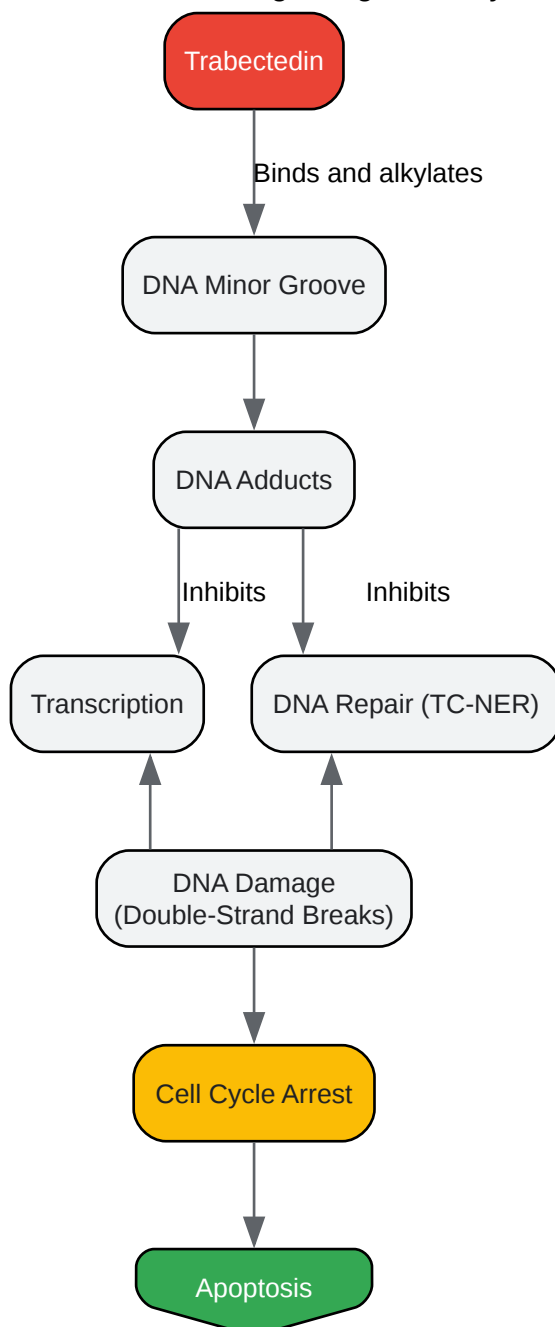 Trabectedin
Binds and alkylates
DNA Minor Groove
DNA Adducts
Inhibits
Inhibits
Transcription
DNA Repair (TC-NER)
DNA Damage
(Double-Strand Breaks)
Cell Cycle Arrest
Apoptosis